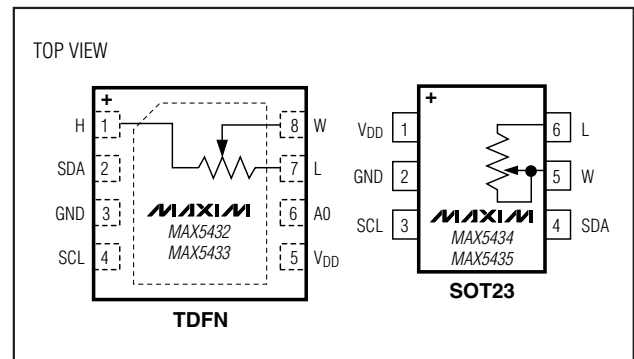 TOP VIEW
+
H 1 8 W
SDA 2 7 L
GND 3 6 A0
SCL 4 5 VDD
MAXIM
MAX5432
MAX5433
TDFN
+
VDD 1 6 L
GND 2 5 W
SCL 3 4 SDA
MAXIM
MAX5434
MAX5435
SOT23